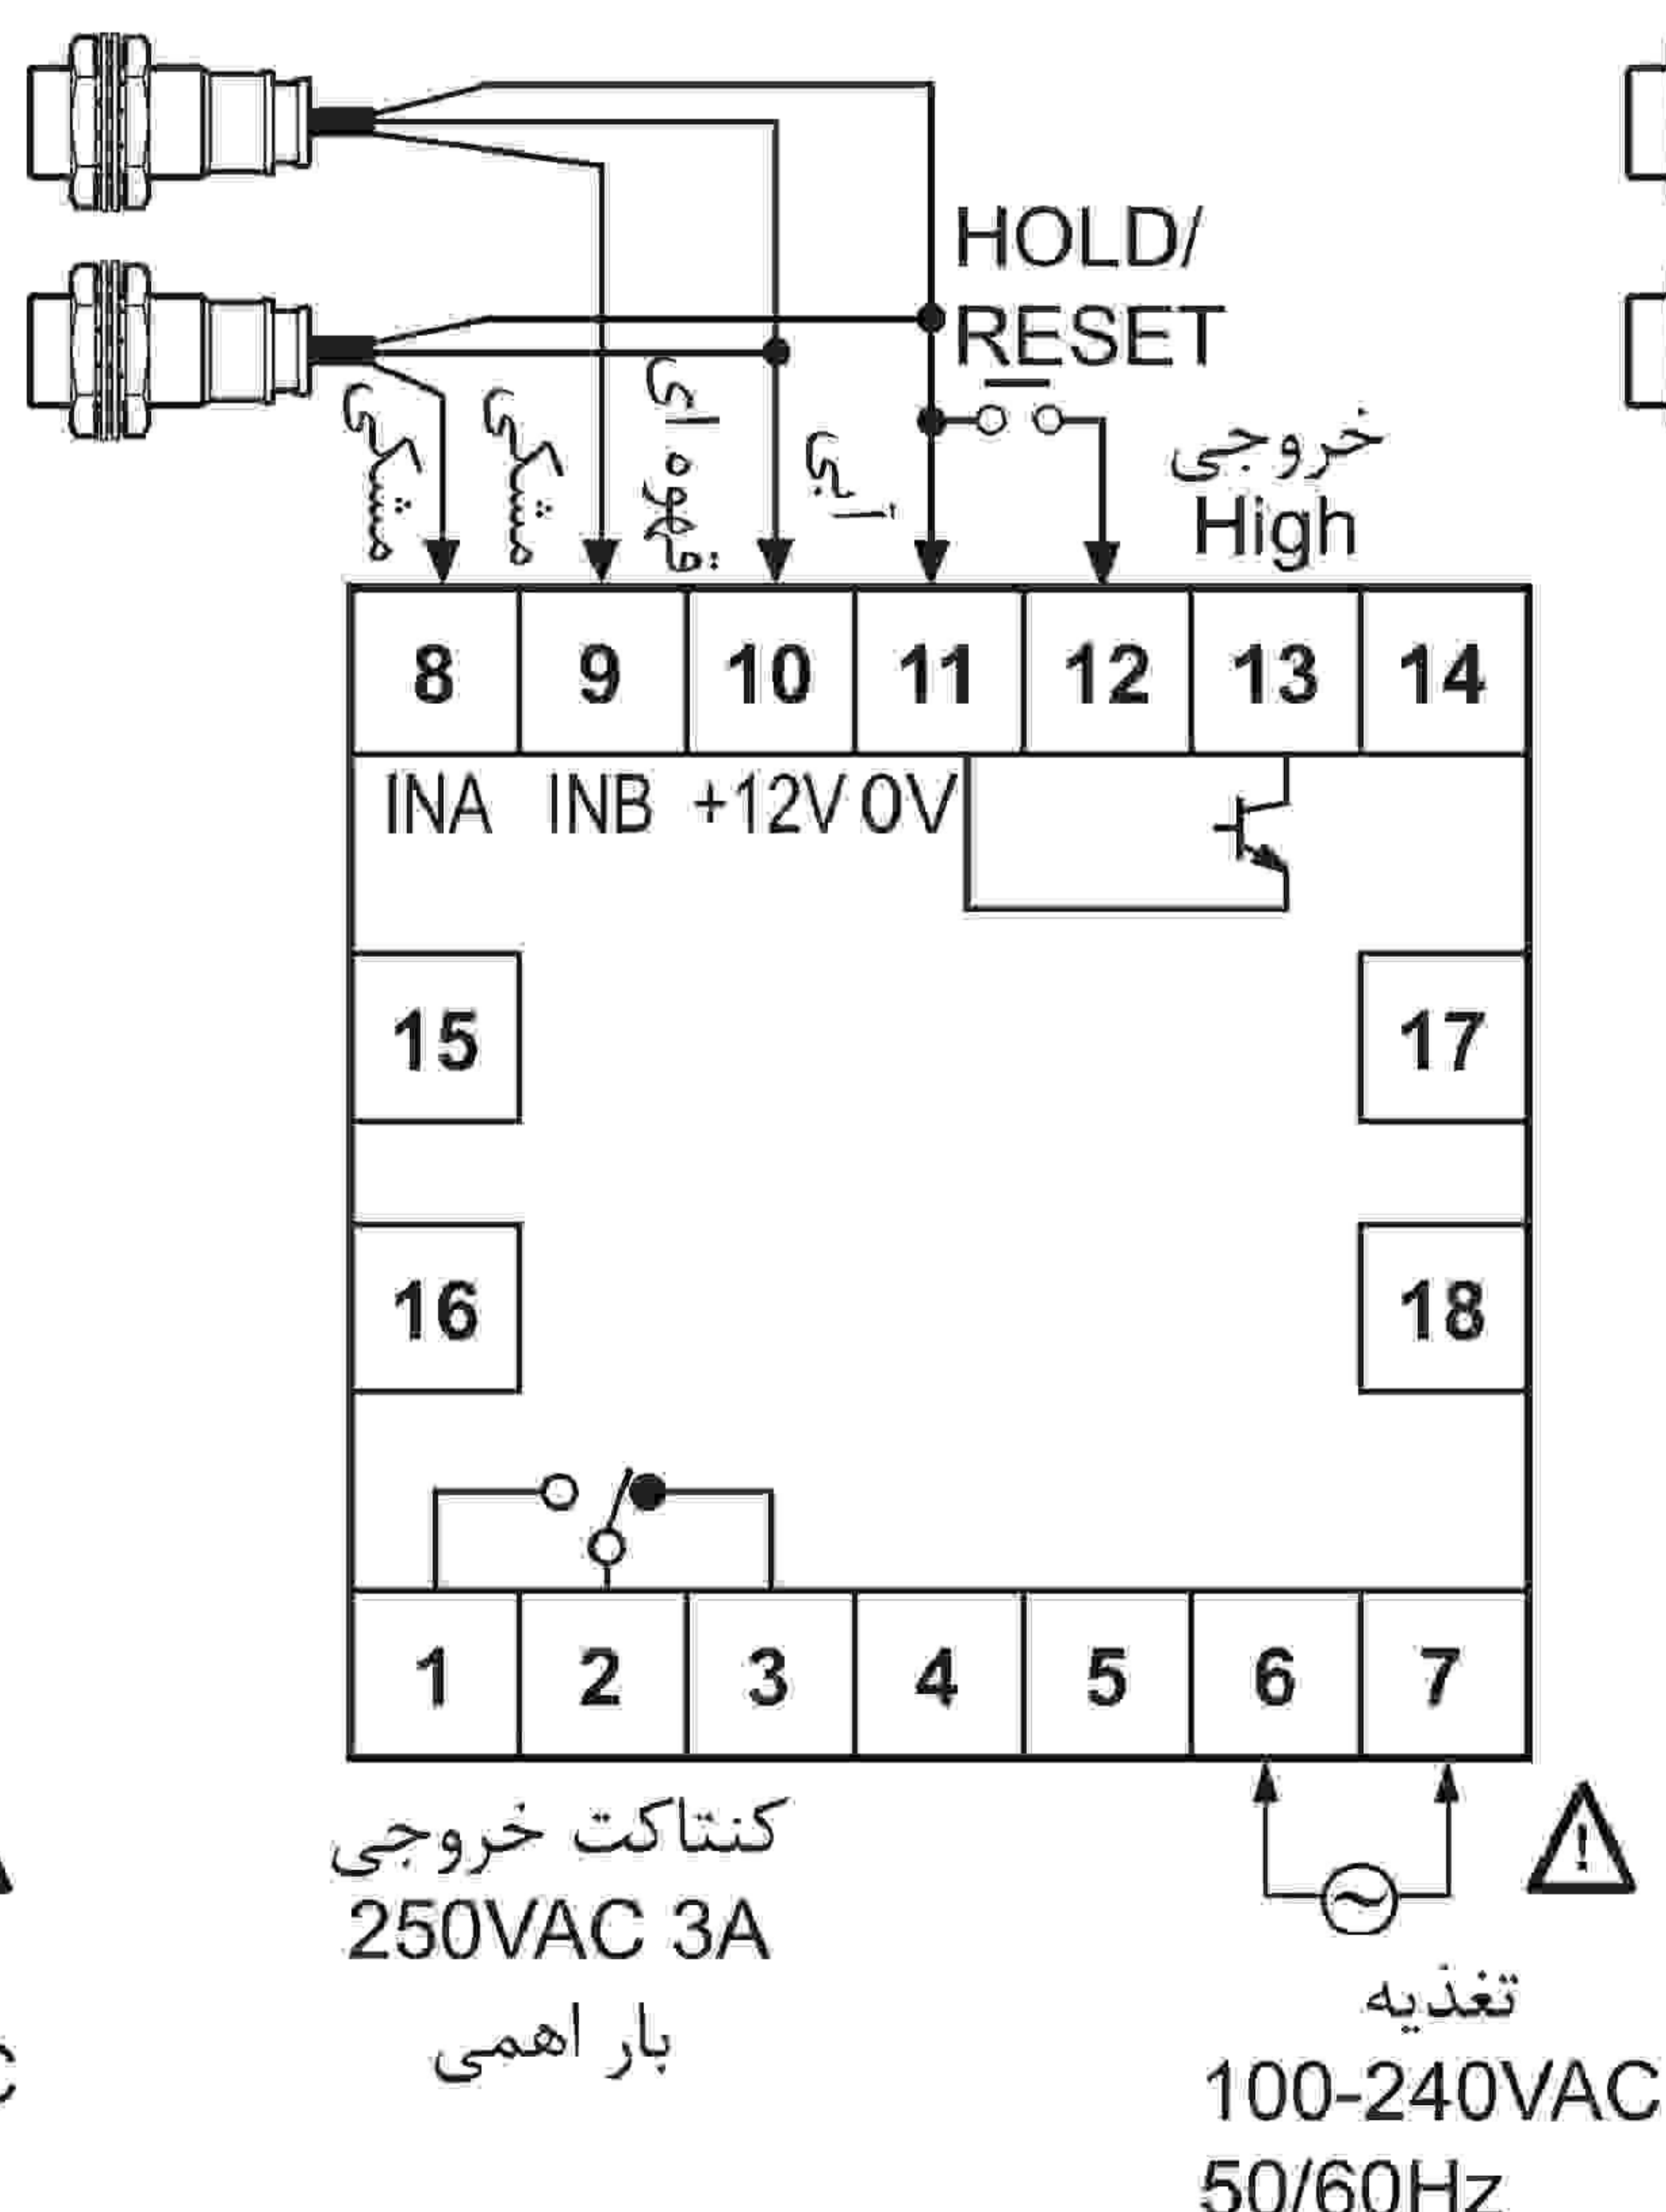 HOLD/
RESET
مشکی
مشکی
قهوه ای
آبی
خروجی
High
8 9 10 11 12 13 14
INA INB +12V 0V
15 17
16 18
1 2 3 4 5 6 7
کنتاکت خروجی
250VAC 3A
بار اهمی
تغذیه
100-240VAC
50/60Hz